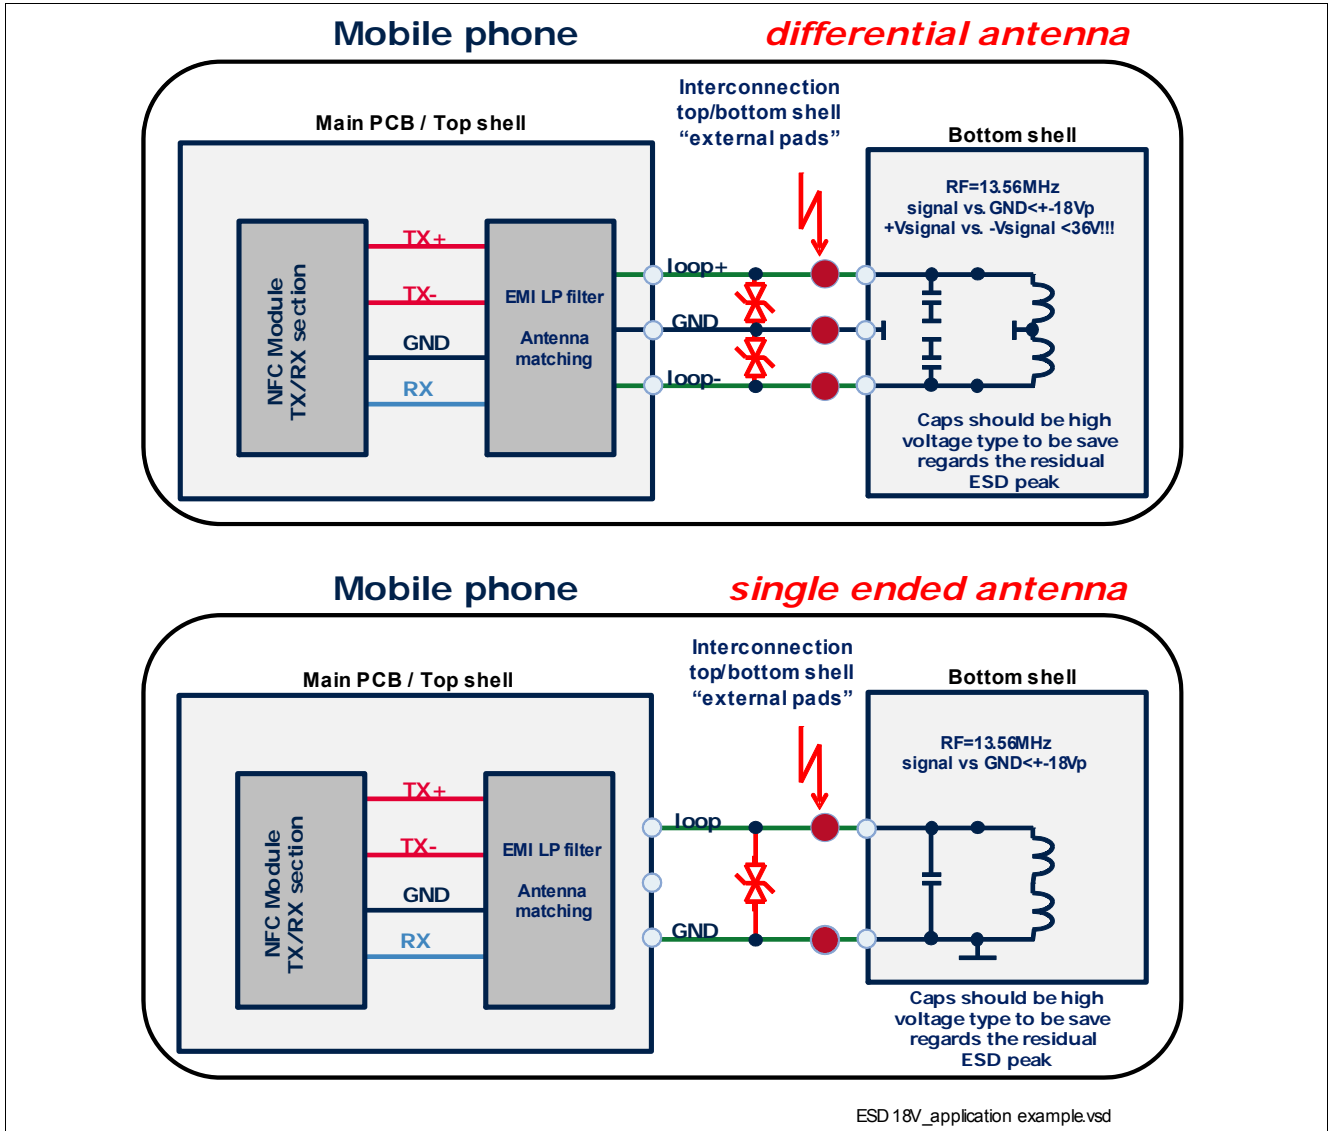 Mobile phone
differential antenna
Interconnection
top/bottom shell
“external pads”
Main PCB / Top shell
Bottom shell
RF=13.56MHz
signal vs. GND<+-18Vp
+Vsignal vs. -Vsignal <36V!!!
NFC Module
TX/RX section
TX+
TX-
GND
RX
EMI LP filter
Antenna
matching
loop+
GND
loop-
Caps should be high
voltage type to be save
regards the residual
ESD peak
Mobile phone
single ended antenna
Interconnection
top/bottom shell
“external pads”
Main PCB / Top shell
Bottom shell
RF=13.56MHz
signal vs GND<+-18Vp
NFC Module
TX/RX section
TX+
TX-
GND
RX
EMI LP filter
Antenna
matching
loop
GND
Caps should be high
voltage type to be save
regards the residual
ESD peak
ESD18V_application example.vsd